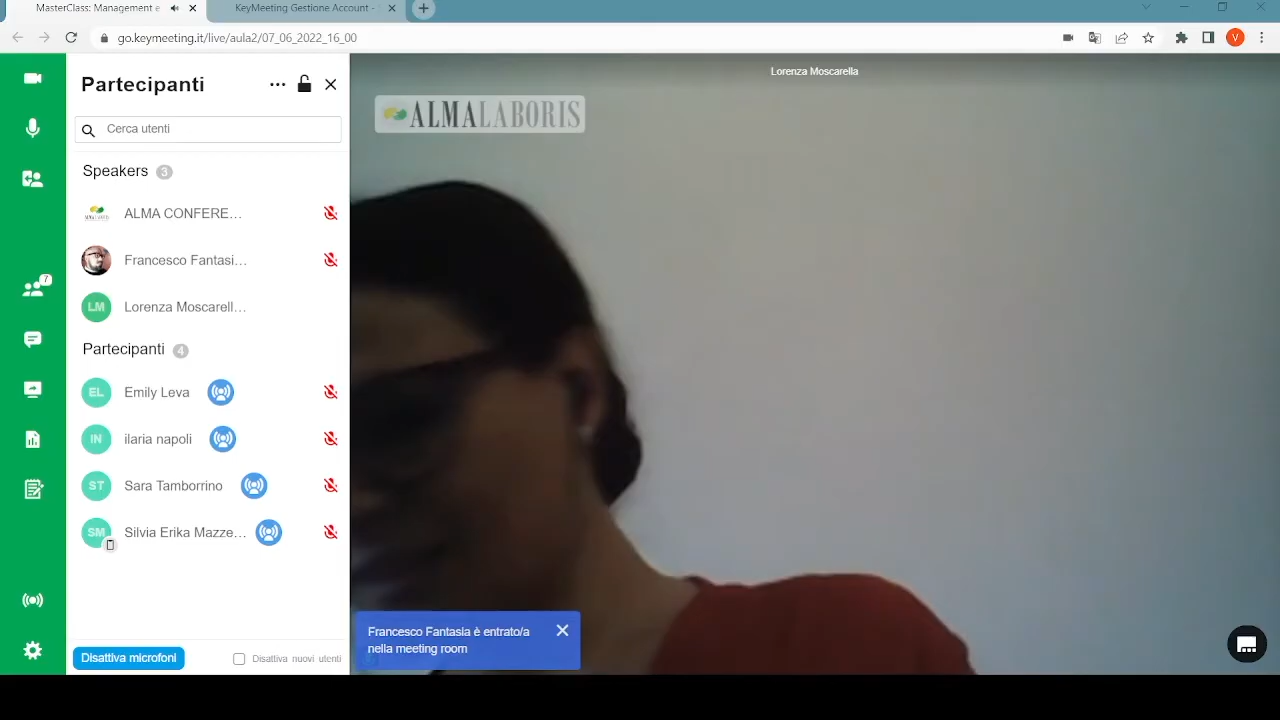 MasterClass: Management e
KeyMeeting Gestione Account -
go.keymeeting.it/live/aula2/07_06_2022_16_00
V
Partecipanti
Cerca utenti
Speakers 3
ALMA CONFERE...
Francesco Fantasi...
LM Lorenza Moscarell...
Partecipanti 4
EL Emily Leva
IN ilaria napoli
ST Sara Tamborrino
SM Silvia Erika Mazze...
7
Disattiva microfoni
Disattiva nuovi utenti
Lorenza Moscarella
ALMALABORIS
Francesco Fantasia è entrato/a
nella meeting room